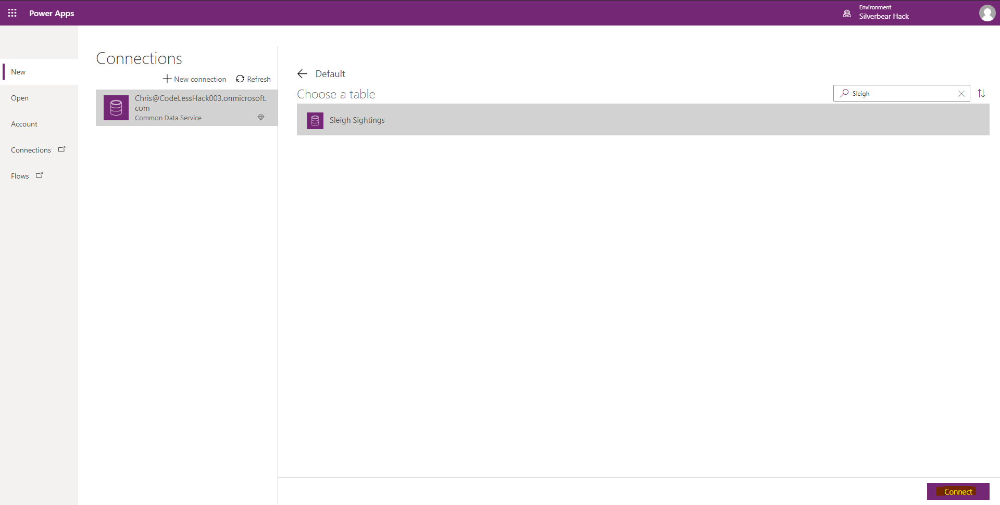 Power Apps
Environment
Silverbear Hack
New
Open
Account
Connections
Flows
Connections
New connection
Refresh
Chris@CodeLessHack003.onmicrosoft.
com
Common Data Service
Default
Choose a table
Sleigh
Sleigh Sightings
Connect